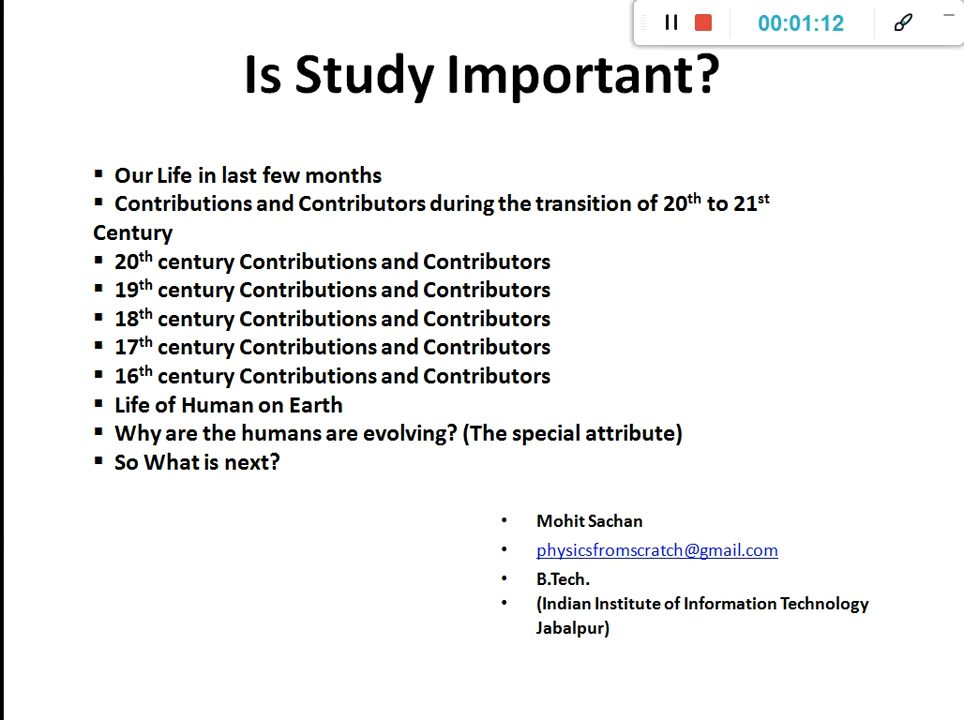 00:01:12
Is Study Important?
▪ Our Life in last few months
▪ Contributions and Contributors during the transition of 20th to 21st
Century
▪ 20th century Contributions and Contributors
▪ 19th century Contributions and Contributors
▪ 18th century Contributions and Contributors
▪ 17th century Contributions and Contributors
▪ 16th century Contributions and Contributors
▪ Life of Human on Earth
▪ Why are the humans are evolving? (The special attribute)
▪ So What is next?
• Mohit Sachan
• physicsfromscratch@gmail.com
• B.Tech.
• (Indian Institute of Information Technology
Jabalpur)